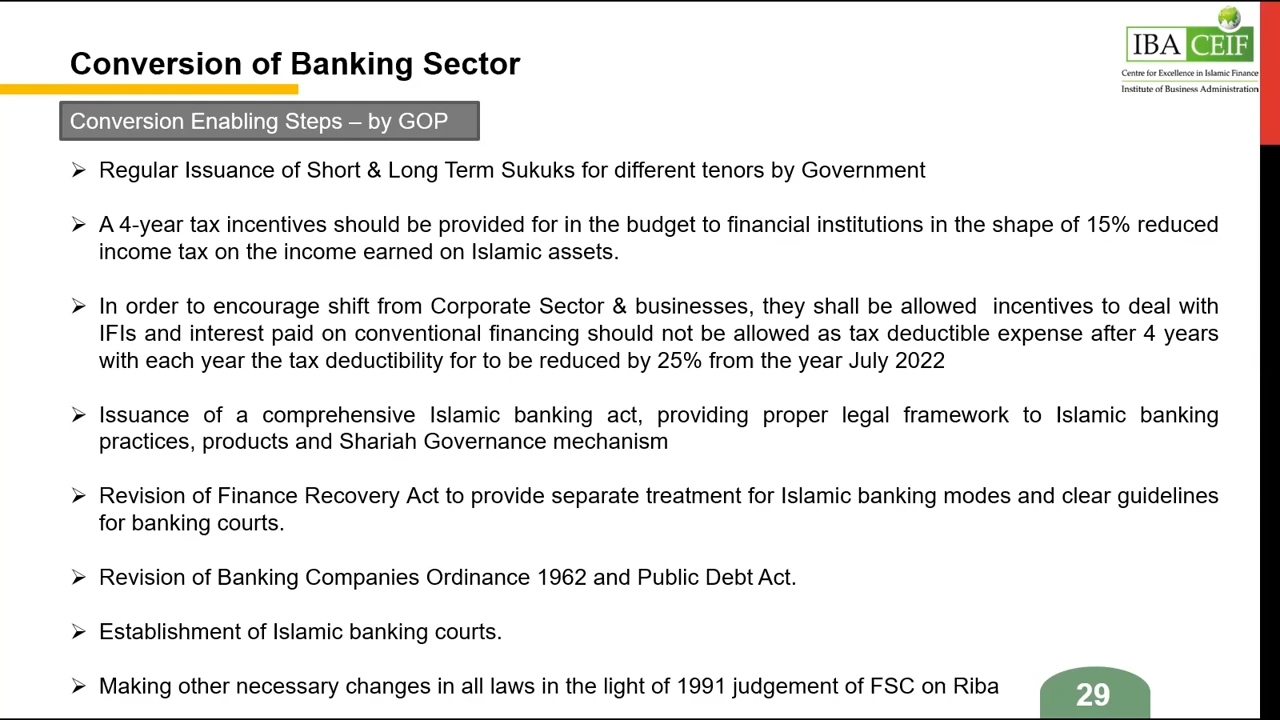 IBA CEIF
Centre for Excellence in Islamic Finance
Institute of Business Administration
Conversion of Banking Sector
Conversion Enabling Steps – by GOP
➢ Regular Issuance of Short & Long Term Sukuks for different tenors by Government
➢ A 4-year tax incentives should be provided for in the budget to financial institutions in the shape of 15% reduced
income tax on the income earned on Islamic assets.
➢ In order to encourage shift from Corporate Sector & businesses, they shall be allowed incentives to deal with
IFIs and interest paid on conventional financing should not be allowed as tax deductible expense after 4 years
with each year the tax deductibility for to be reduced by 25% from the year July 2022
➢ Issuance of a comprehensive Islamic banking act, providing proper legal framework to Islamic banking
practices, products and Shariah Governance mechanism
➢ Revision of Finance Recovery Act to provide separate treatment for Islamic banking modes and clear guidelines
for banking courts.
➢ Revision of Banking Companies Ordinance 1962 and Public Debt Act.
➢ Establishment of Islamic banking courts.
➢ Making other necessary changes in all laws in the light of 1991 judgement of FSC on Riba
29